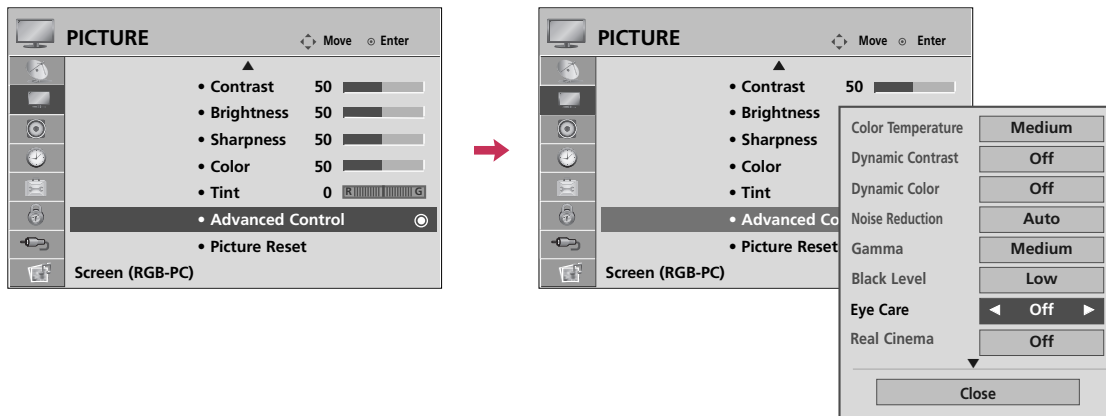 PICTURE Move Enter
• Contrast 50
• Brightness 50
• Sharpness 50
• Color 50
• Tint 0 R G
• Advanced Control
• Picture Reset
Screen (RGB-PC)
PICTURE Move Enter
• Contrast 50
• Brightness
• Sharpness
• Color
• Tint
• Advanced Co
• Picture Reset
Screen (RGB-PC)
Color Temperature Medium
Dynamic Contrast Off
Dynamic Color Off
Noise Reduction Auto
Gamma Medium
Black Level Low
Eye Care ◀ Off ▶
Real Cinema Off
Close